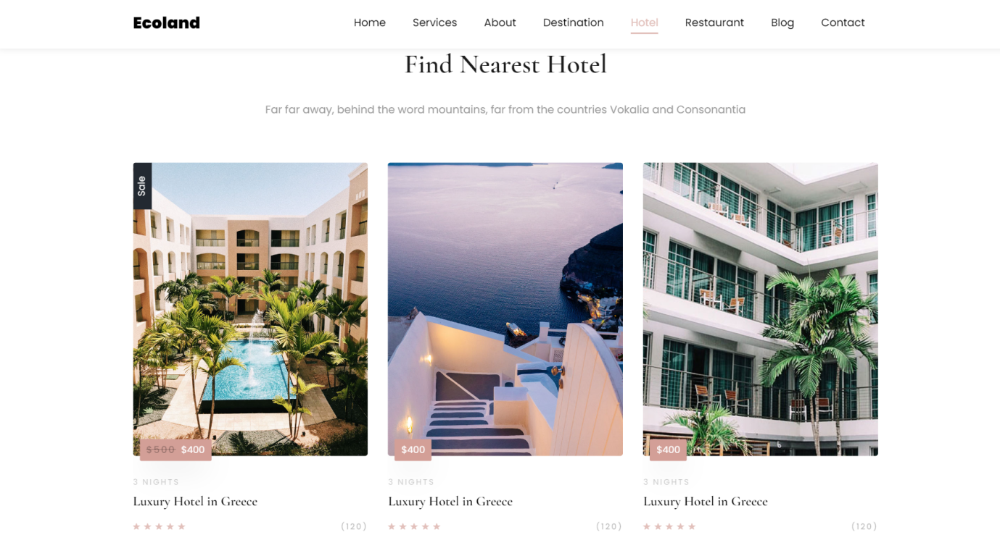 Ecoland Home Services About Destination Hotel Restaurant Blog Contact
Find Nearest Hotel
Far far away, behind the word mountains, far from the countries Vokalia and Consonantia
Sale
$500 $400
3 NIGHTS
Luxury Hotel in Greece
(120)
$400
3 NIGHTS
Luxury Hotel in Greece
(120)
$400
3 NIGHTS
Luxury Hotel in Greece
(120)